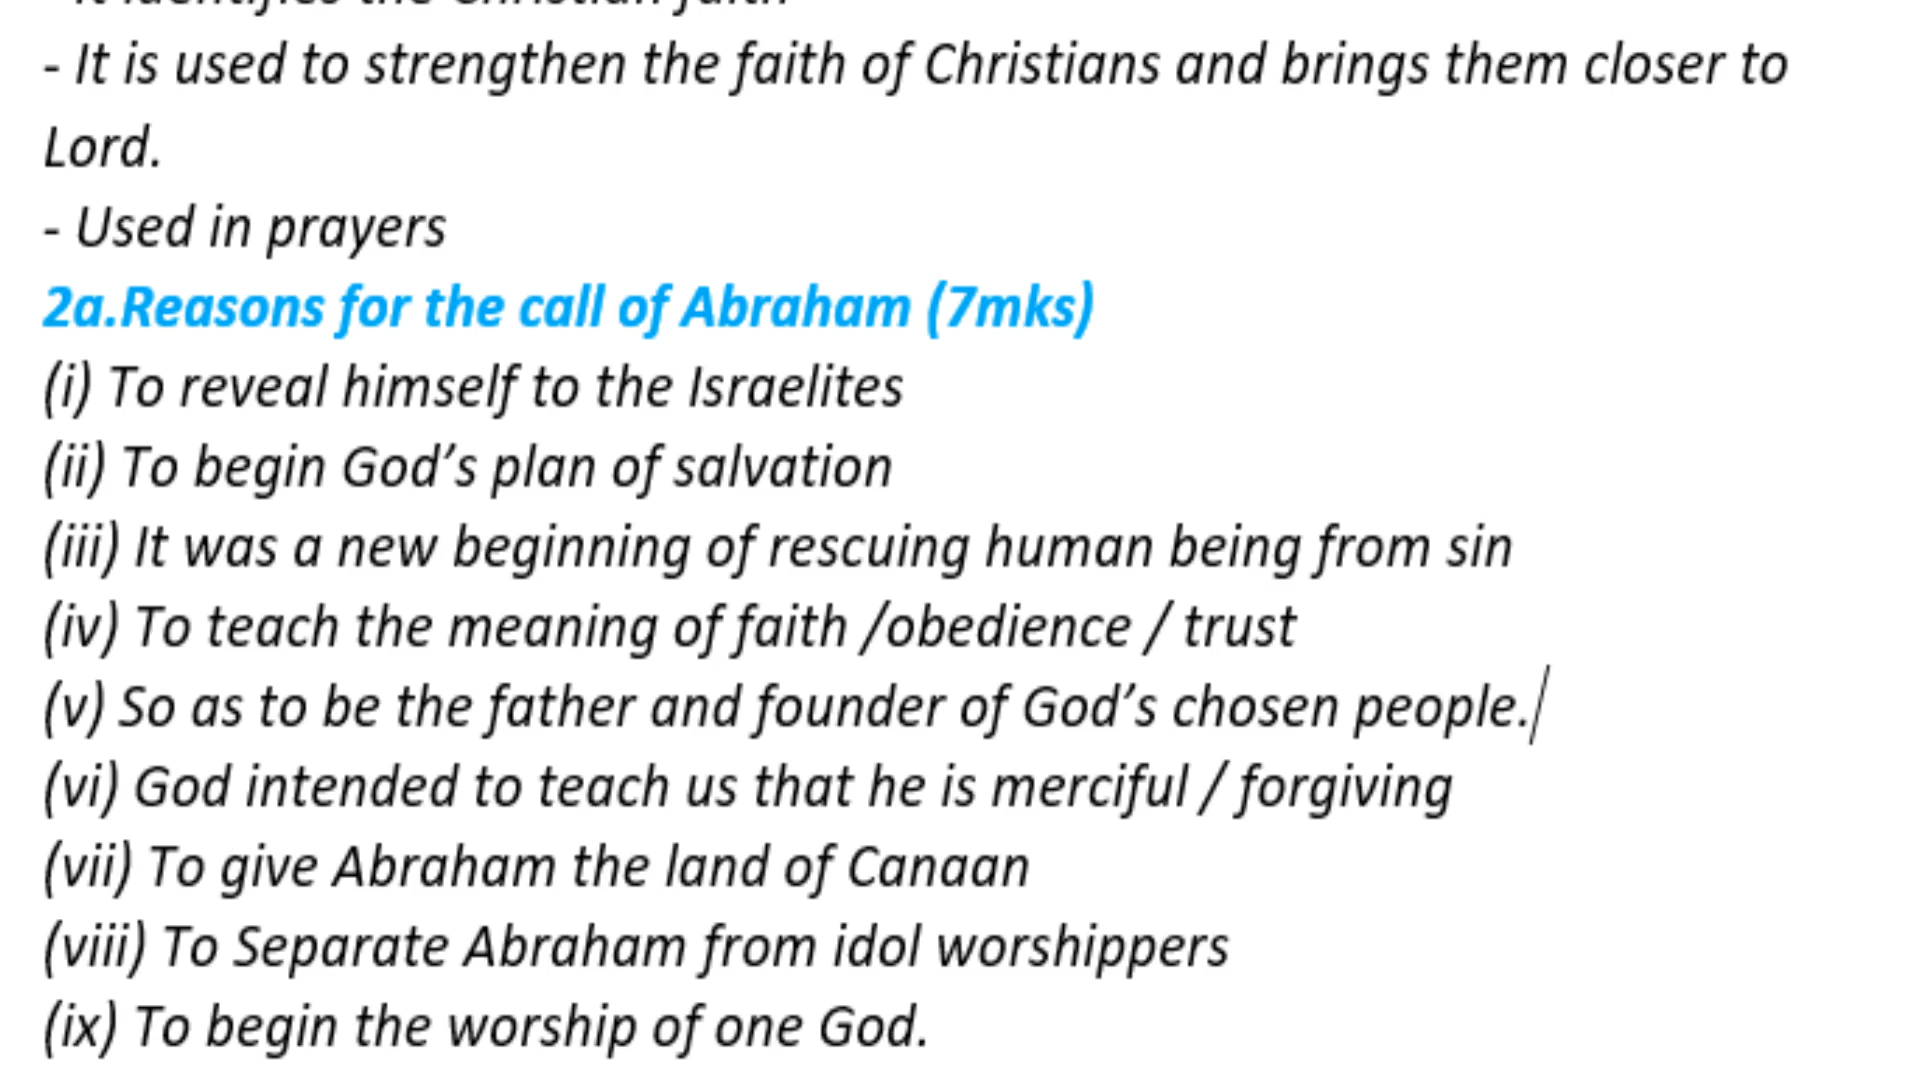 - It identifies the Christian faith
- It is used to strengthen the faith of Christians and brings them closer to
Lord.
- Used in prayers
2a.Reasons for the call of Abraham (7mks)
(i) To reveal himself to the Israelites
(ii) To begin God’s plan of salvation
(iii) It was a new beginning of rescuing human being from sin
(iv) To teach the meaning of faith /obedience / trust
(v) So as to be the father and founder of God’s chosen people.
(vi) God intended to teach us that he is merciful / forgiving
(vii) To give Abraham the land of Canaan
(viii) To Separate Abraham from idol worshippers
(ix) To begin the worship of one God.